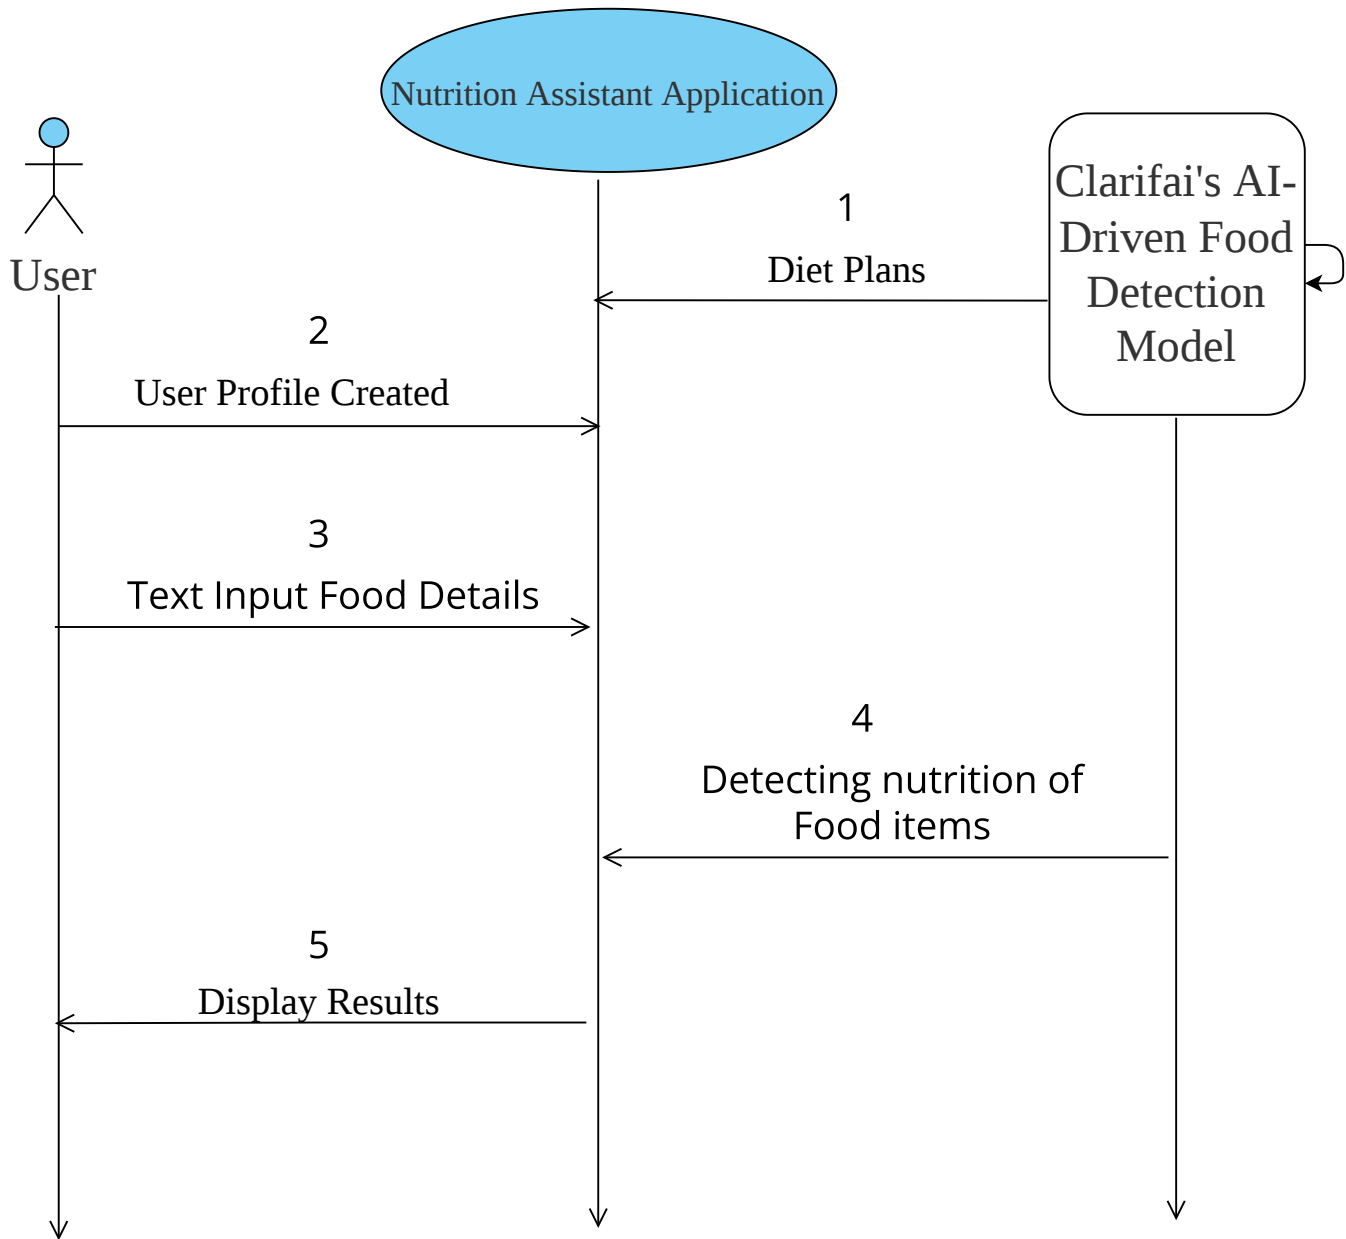 Nutrition Assistant Application
Clarifai's AI-
Driven Food
Detection
Model
User
1
Diet Plans
2
User Profile Created
3
Text Input Food Details
4
Detecting nutrition of
Food items
5
Display Results